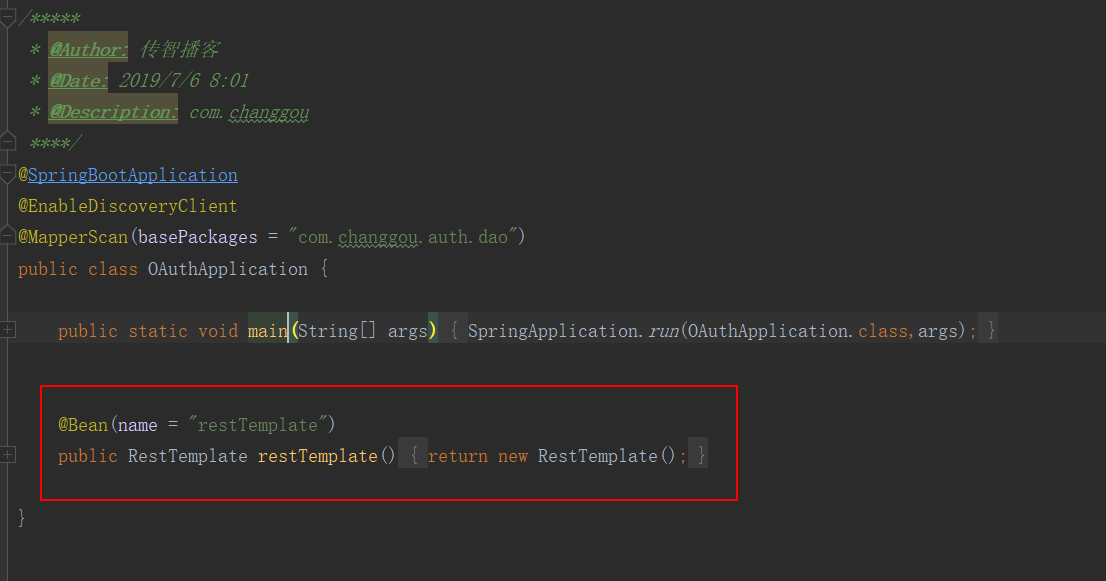 /*****
* @Author: 传智播客
* @Date: 2019/7/6 8:01
* @Description: com.changgou
****/
@SpringBootApplication
@EnableDiscoveryClient
@MapperScan(basePackages = "com.changgou.auth.dao")
public class OAuthApplication {
public static void main(String[] args) { SpringApplication.run(OAuthApplication.class,args); }
@Bean(name = "restTemplate")
public RestTemplate restTemplate() { return new RestTemplate(); }
}